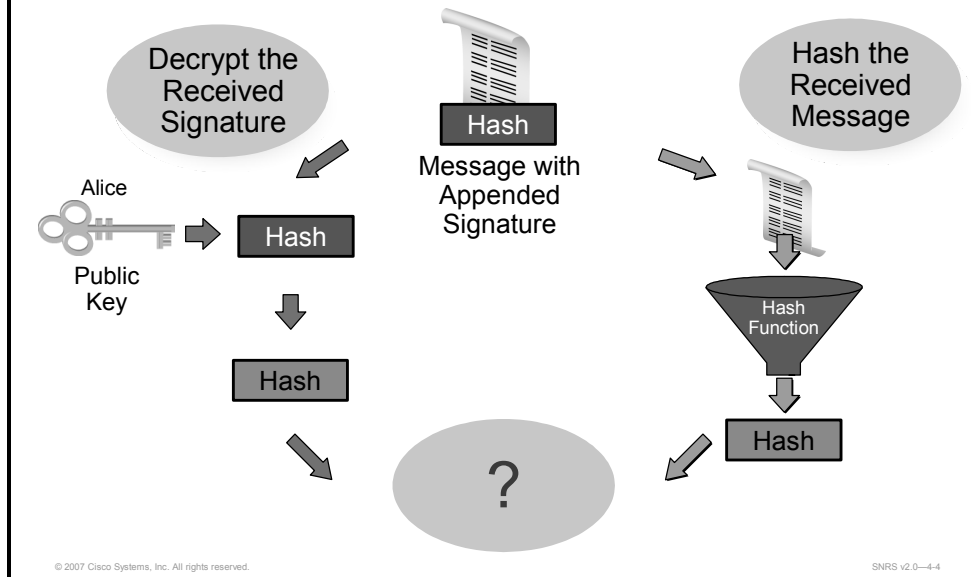 Decrypt the
Received
Signature
Hash
Message with
Appended
Signature
Hash the
Received
Message
Alice
Public
Key
Hash
Hash
Hash
Function
Hash
?
© 2007 Cisco Systems, Inc. All rights reserved.
SNRS v2.0—4-4